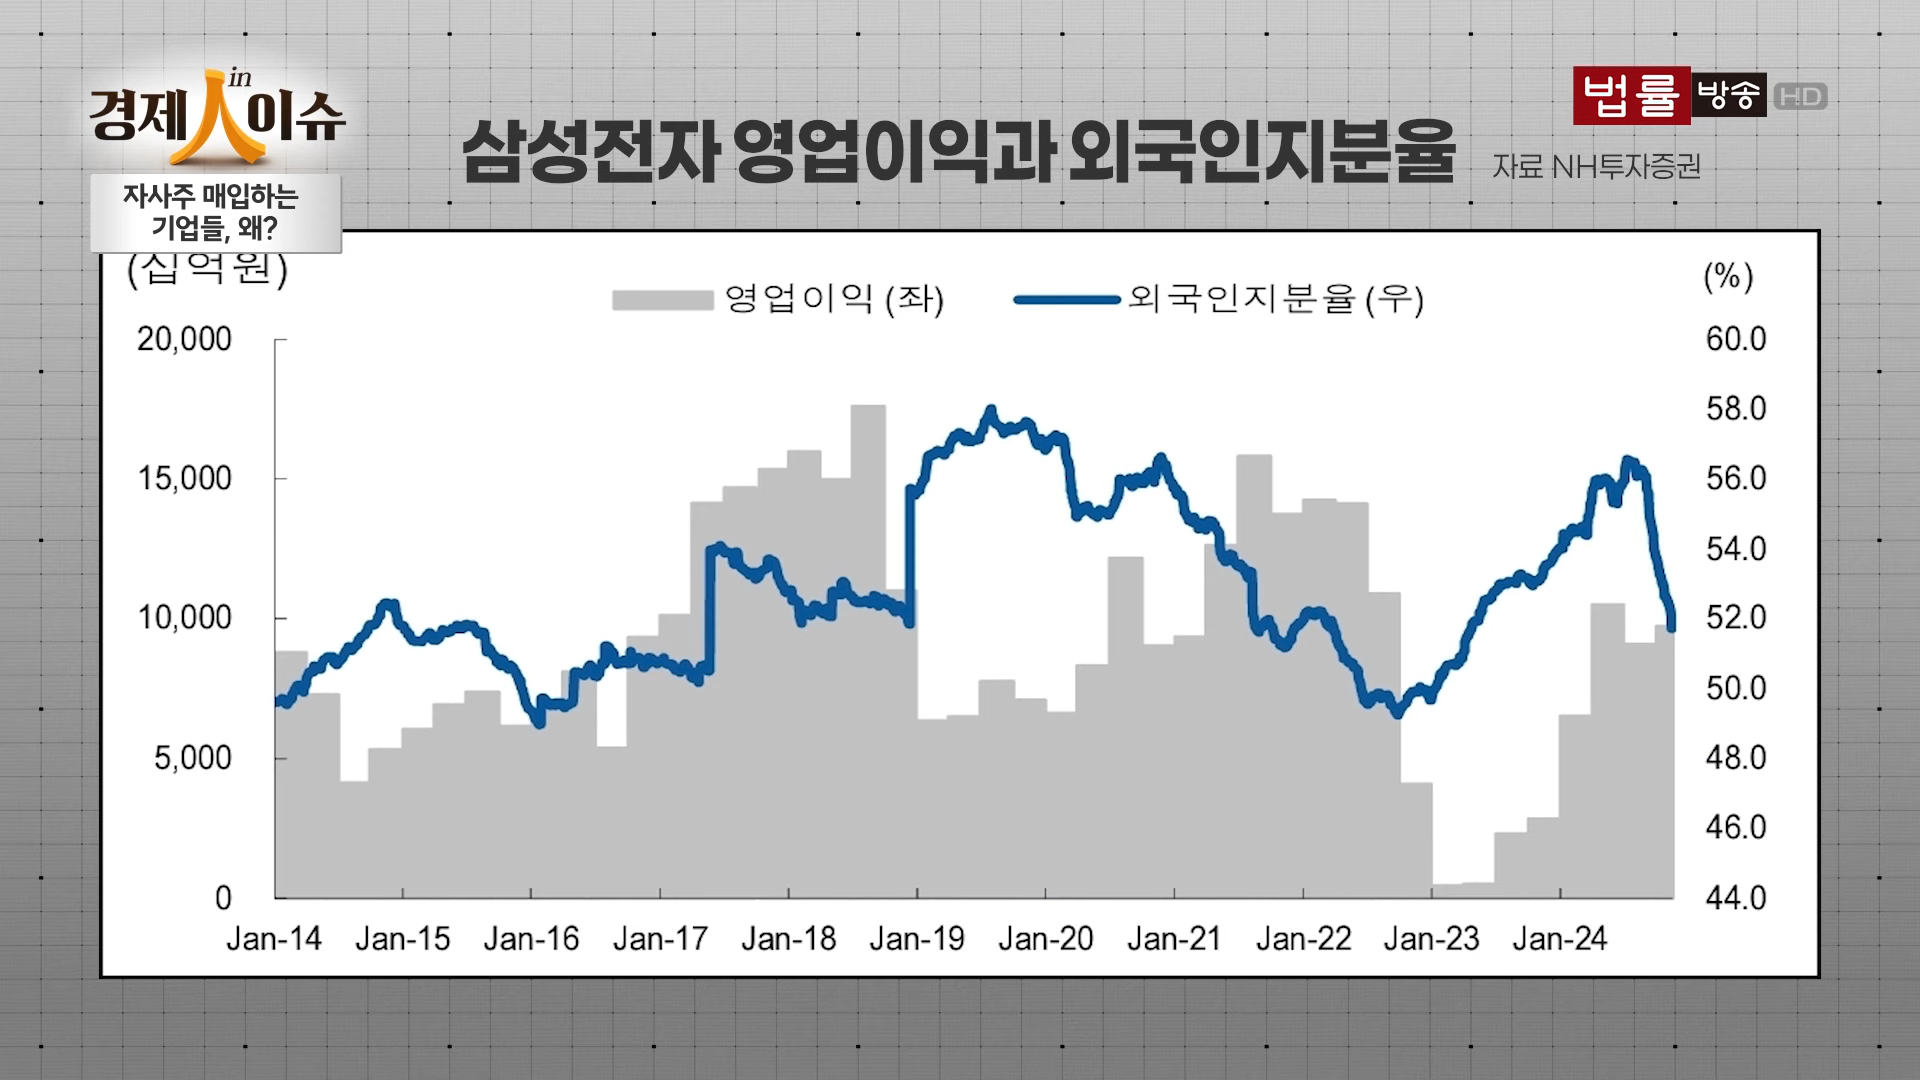 경제人in이슈
자사주 매입하는
기업들, 왜?
삼성전자 영업이익과 외국인지분율
자료 NH투자증권
법률방송 HD
(십억원)
(%)
영업이익 (좌)
외국인지분율 (우)
20,000
15,000
10,000
5,000
0
60.0
58.0
56.0
54.0
52.0
50.0
48.0
46.0
44.0
Jan-14 Jan-15 Jan-16 Jan-17 Jan-18 Jan-19 Jan-20 Jan-21 Jan-22 Jan-23 Jan-24